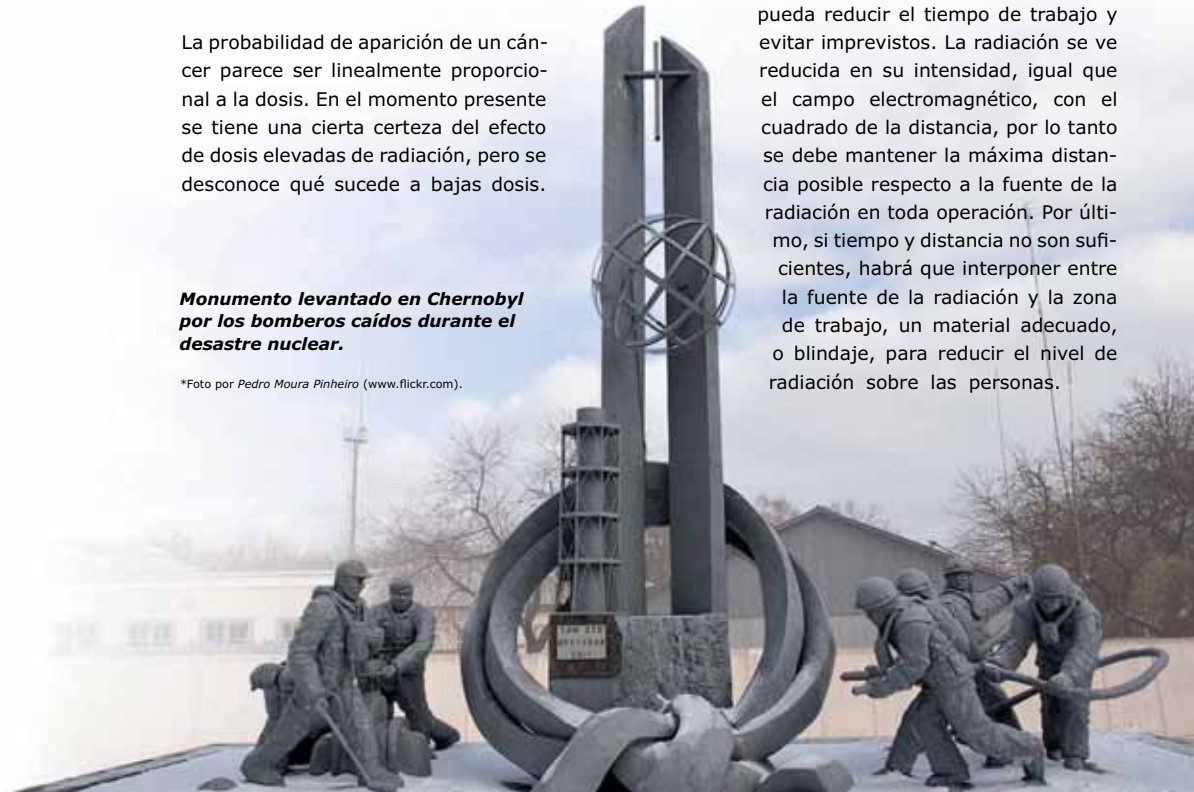 La probabilidad de aparición de un cán-
cer parece ser linealmente proporcio-
nal a la dosis. En el momento presente
se tiene una cierta certeza del efecto
de dosis elevadas de radiación, pero se
desconoce qué sucede a bajas dosis.
Monumento levantado en Chernobyl
por los bomberos caídos durante el
desastre nuclear.
*Foto por Pedro Moura Pinheiro (www.flickr.com).
pueda reducir el tiempo de trabajo y
evitar imprevistos. La radiación se ve
reducida en su intensidad, igual que
el campo electromagnético, con el
cuadrado de la distancia, por lo tanto
se debe mantener la máxima distan-
cia posible respecto a la fuente de la
radiación en toda operación. Por últi-
mo, si tiempo y distancia no son sufi-
cientes, habrá que interponer entre
la fuente de la radiación y la zona
de trabajo, un material adecuado,
o blindaje, para reducir el nivel de
radiación sobre las personas.